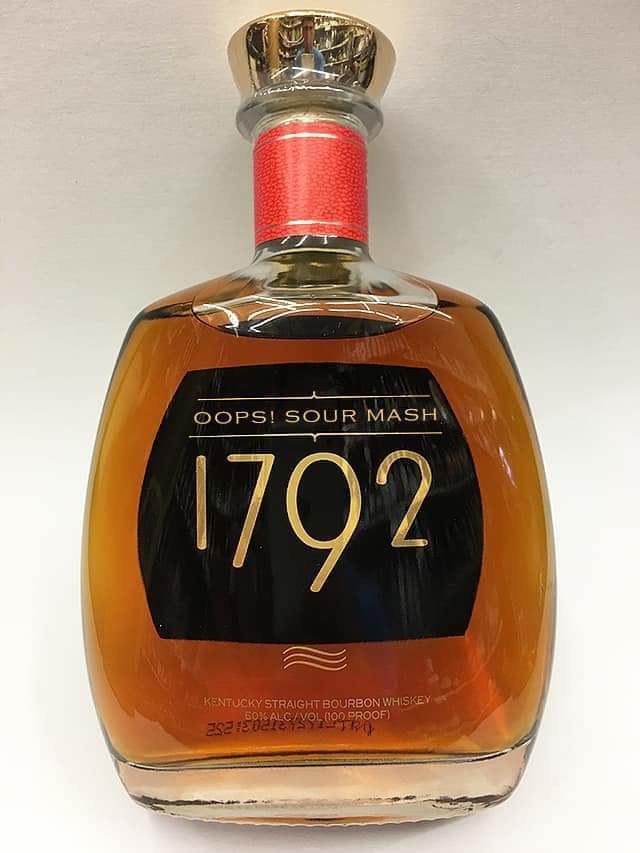 OOPS! SOUR MASH
1792
KENTUCKY STRAIGHT BOURBON WHISKEY
50% ALC / VOL (100 PROOF)